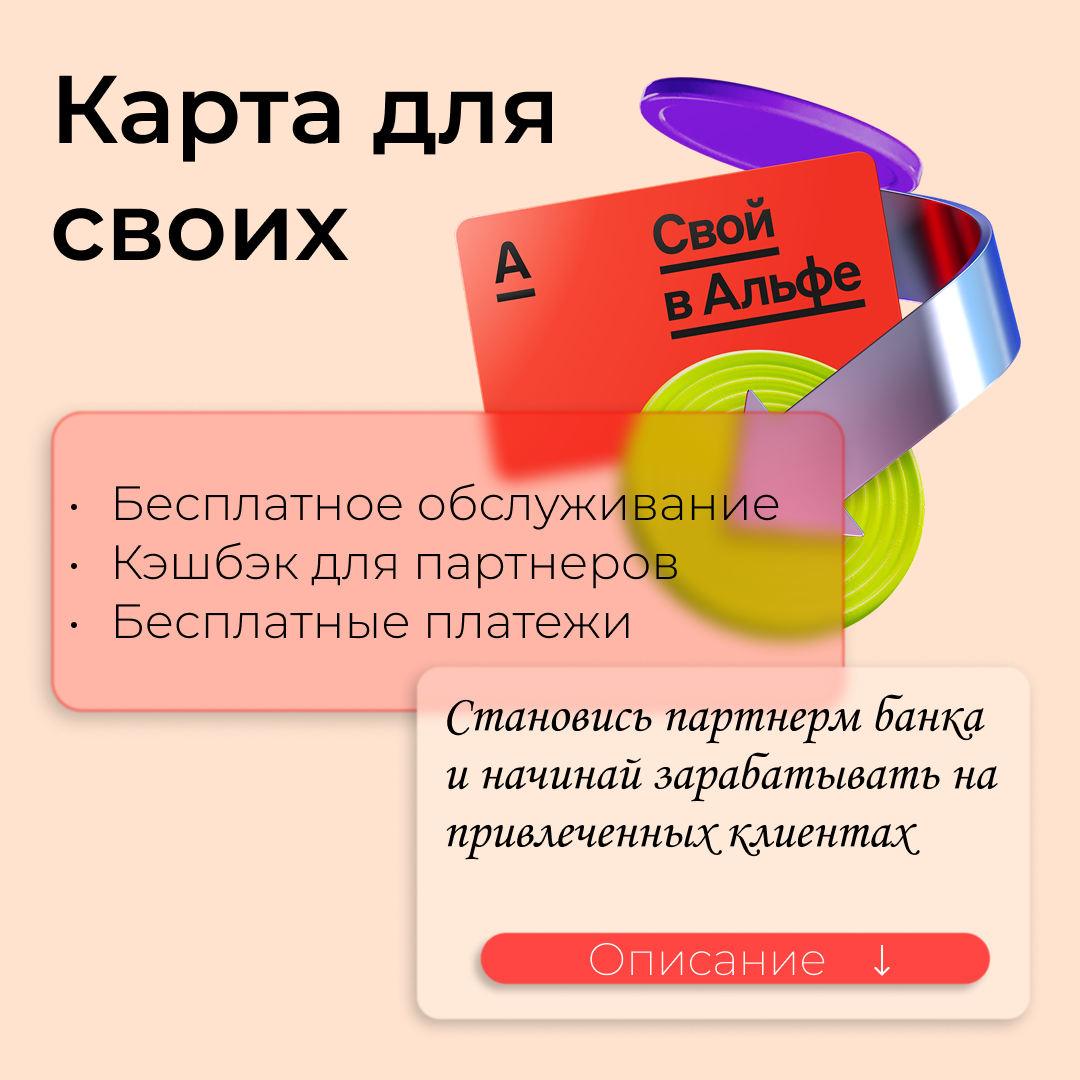 Карта для
своих
А
Свой
в Альфе
• Бесплатное обслуживание
• Кэшбэк для партнеров
• Бесплатные платежи
Становись партнерм банка
и начинай зарабатывать на
привлеченных клиентах
Описание ↓